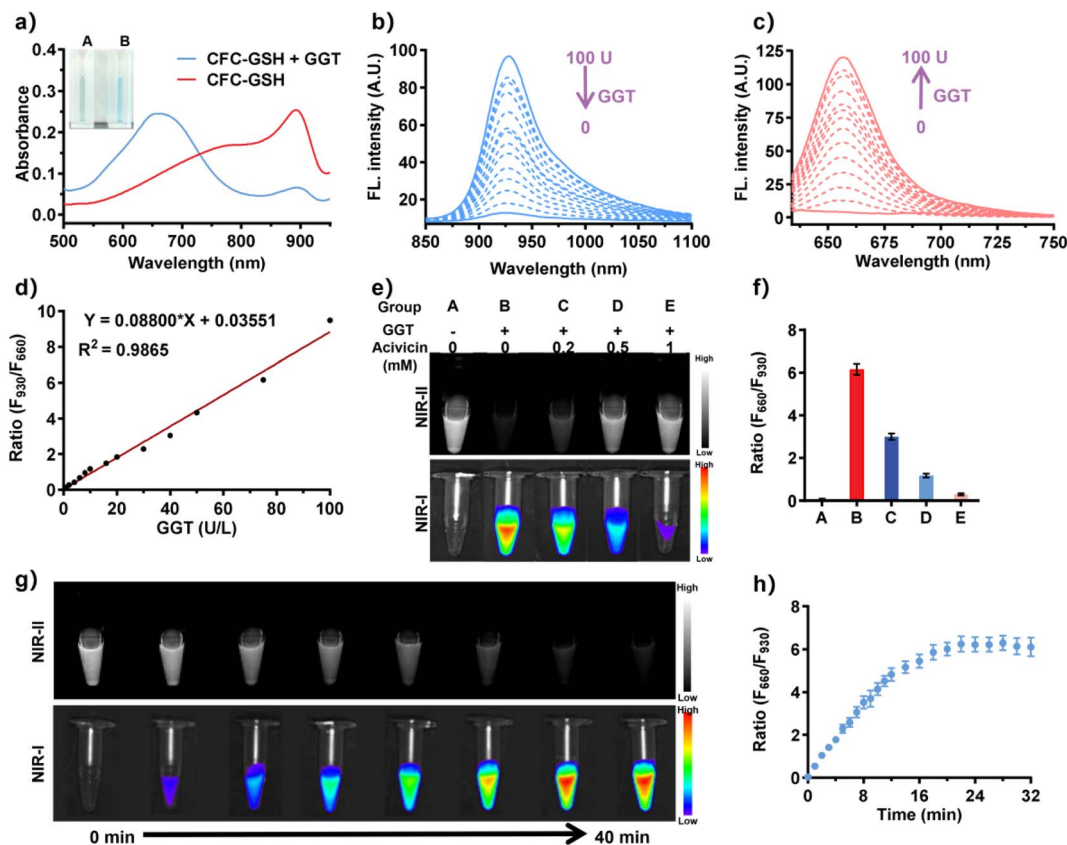 a)
A B
CFC-GSH + GGT
CFC-GSH
0.4
0.3
0.2
0.1
0.0
Absorbance
500 600 700 800 900
Wavelength (nm)
b)
100 U
GGT
0
100
80
60
40
20
FL. intensity (A.U.)
850 900 950 1000 1050 1100
Wavelength (nm)
c)
100 U
GGT
0
125
100
75
50
25
0
FL. intensity (A.U.)
650 675 700 725 750
Wavelength (nm)
d)
Y = 0.08800*X + 0.03551
R² = 0.9865
10
8
6
4
2
0
Ratio (F₉₃₀/F₆₆₀)
0 20 40 60 80 100
GGT (U/L)
e)
Group A B C D E
GGT - + + + +
Acivicin 0 0 0.2 0.5 1
(mM)
NIR-II
High
Low
NIR-I
High
Low
f)
8
6
4
2
0
Ratio (F₆₆₀/F₉₃₀)
A B C D E
g)
NIR-II
High
Low
NIR-I
High
Low
0 min 40 min
h)
8
6
4
2
0
Ratio (F₆₆₀/F₉₃₀)
0 8 16 24 32
Time (min)